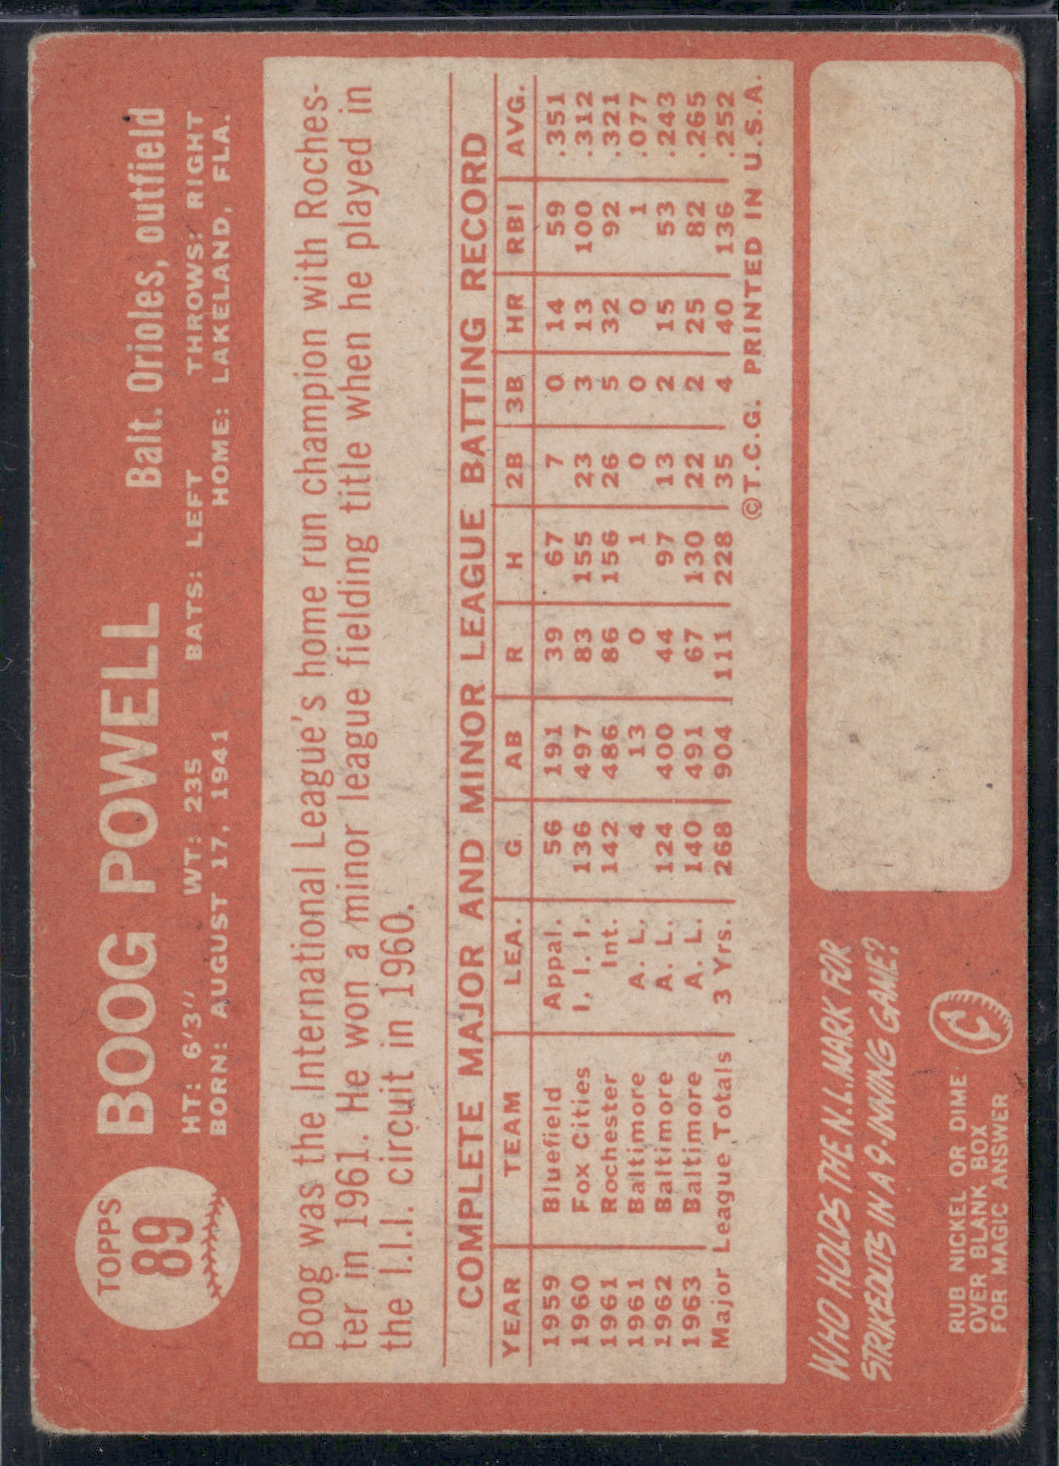 TOPPS
89
BOOG POWELL
Balt. Orioles, outfield
HT: 6'3" WT: 235 BATS: LEFT THROWS: RIGHT
BORN: AUGUST 17, 1941 HOME: LAKELAND, FLA.
Boog was the International League's home run champion with Roches-
ter in 1961. He won a minor league fielding title when he played in
the I.I.I. circuit in 1960.
COMPLETE MAJOR AND MINOR LEAGUE BATTING RECORD
YEAR TEAM LEA. G AB R H 2B 3B HR RBI AVG.
1959 Bluefield Appal. 56 191 39 67 7 0 14 59 .351
1960 Fox Cities I. I. I. 136 497 83 155 23 3 13 100 .312
1961 Rochester Int. 142 486 86 156 26 5 32 92 .321
1961 Baltimore A. L. 4 13 0 1 0 0 0 1 .077
1962 Baltimore A. L. 124 400 44 97 13 2 15 53 .243
1963 Baltimore A. L. 140 491 67 130 22 2 25 82 .265
Major League Totals 3 Yrs. 268 904 111 228 35 4 40 136 .252
©T.C.G. PRINTED IN U.S.A.
WHO HOLDS THE N.L. MARK FOR
STRIKEOUTS IN A 9-INNING GAME?
RUB NICKEL OR DIME
OVER BLANK BOX
FOR MAGIC ANSWER